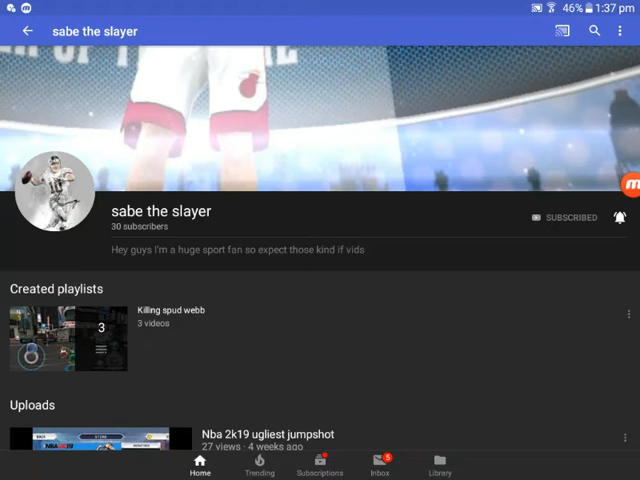 46% 1:37 pm
sabe the slayer
sabe the slayer
30 subscribers
SUBSCRIBED
Hey guys I'm a huge sport fan so expect those kind if vids
Created playlists
Killing spud webb
3 videos
3
Uploads
Nba 2k19 ugliest jumpshot
27 views · 4 weeks ago
Home
Trending
Subscriptions
5
Inbox
Library